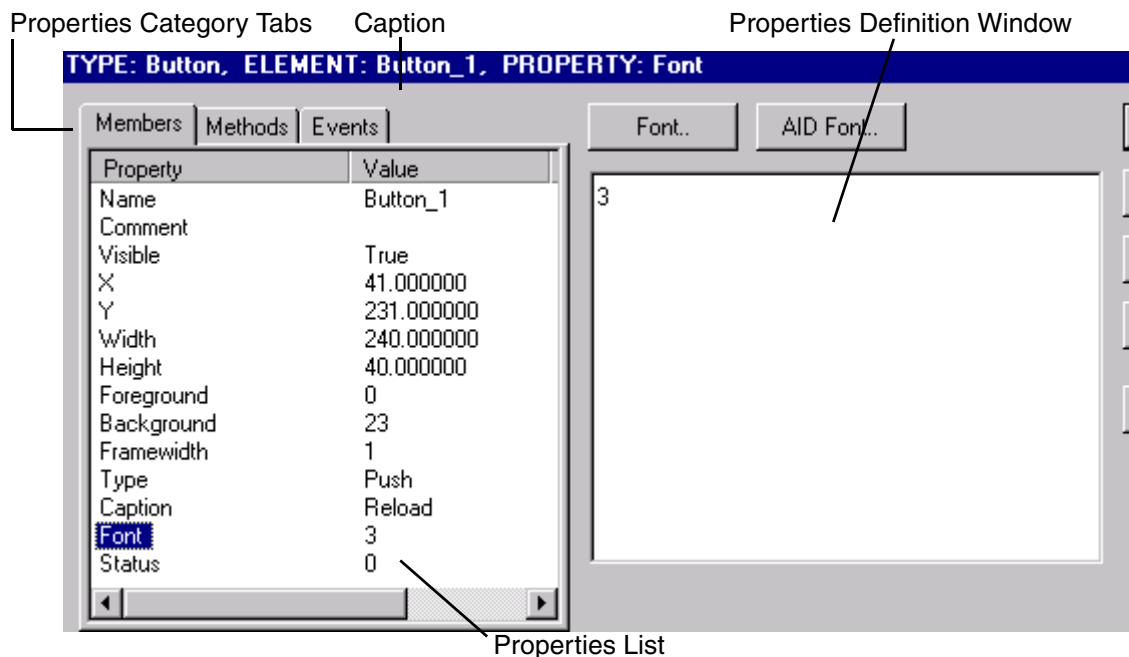 Properties Category Tabs Caption Properties Definition Window
TYPE: Button, ELEMENT: Button_1, PROPERTY: Font
Members Methods Events Font.. AID Font..
Property Value
Name Button_1
Comment
Visible True
X 41.000000
Y 231.000000
Width 240.000000
Height 40.000000
Foreground 0
Background 23
Framewidth 1
Type Push
Caption Reload
Font 3
Status 0
3
Properties List